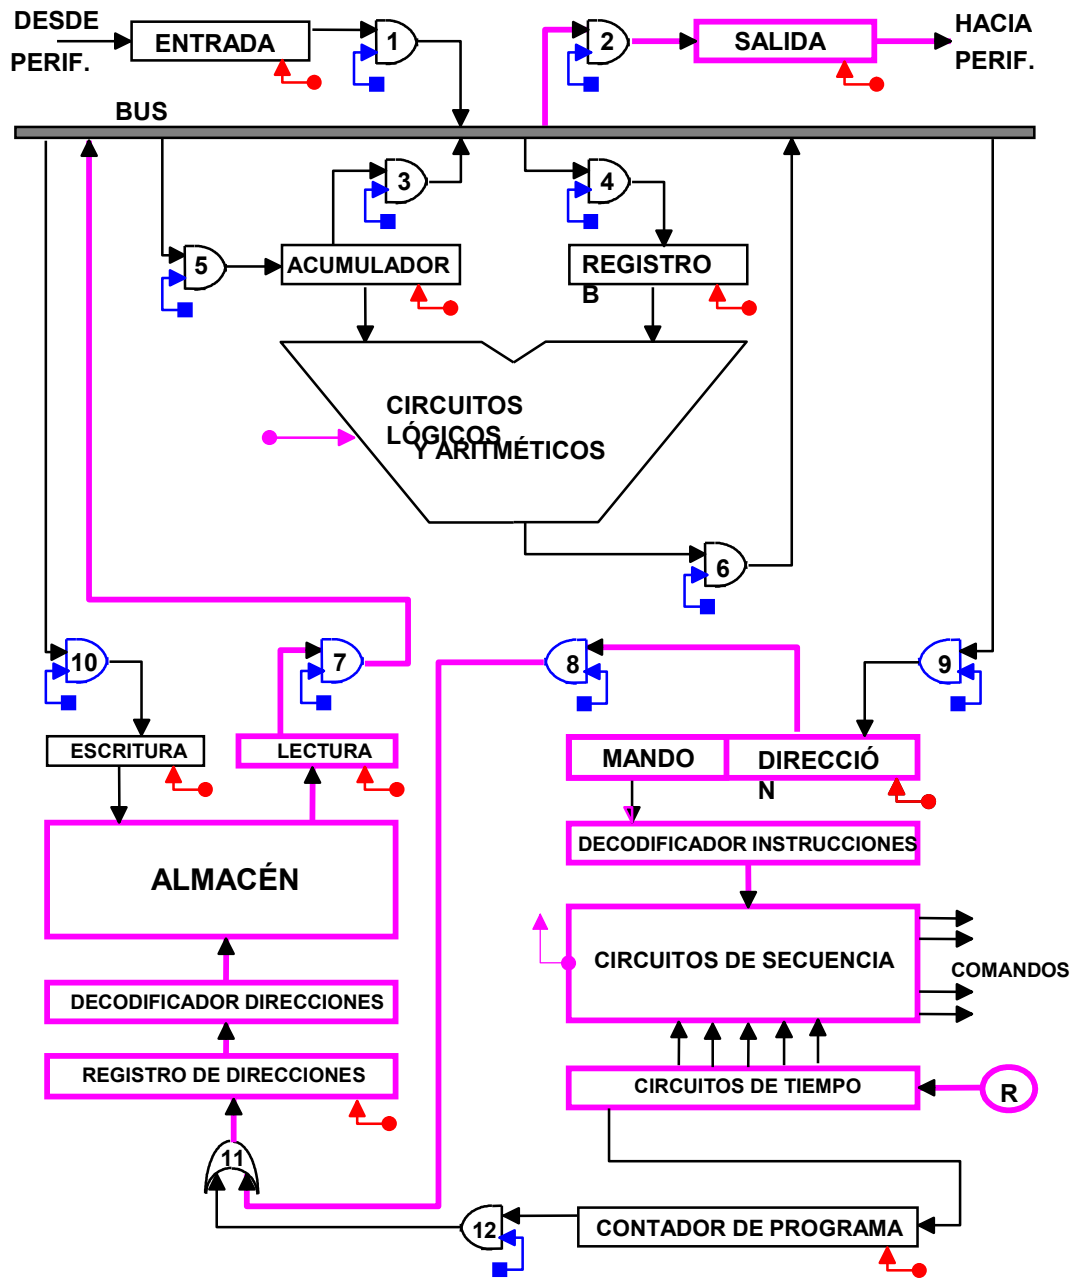 DESDE
PERIF.
ENTRADA
1
2
SALIDA
HACIA
PERIF.
BUS
3
4
5
ACUMULADOR
REGISTRO
B
CIRCUITOS
LÓGICOS
Y ARITMÉTICOS
6
10
7
8
9
ESCRITURA
LECTURA
MANDO
DIRECCIÓ
N
DECODIFICADOR INSTRUCCIONES
ALMACÉN
CIRCUITOS DE SECUENCIA
COMANDOS
DECODIFICADOR DIRECCIONES
REGISTRO DE DIRECCIONES
CIRCUITOS DE TIEMPO
R
11
12
CONTADOR DE PROGRAMA